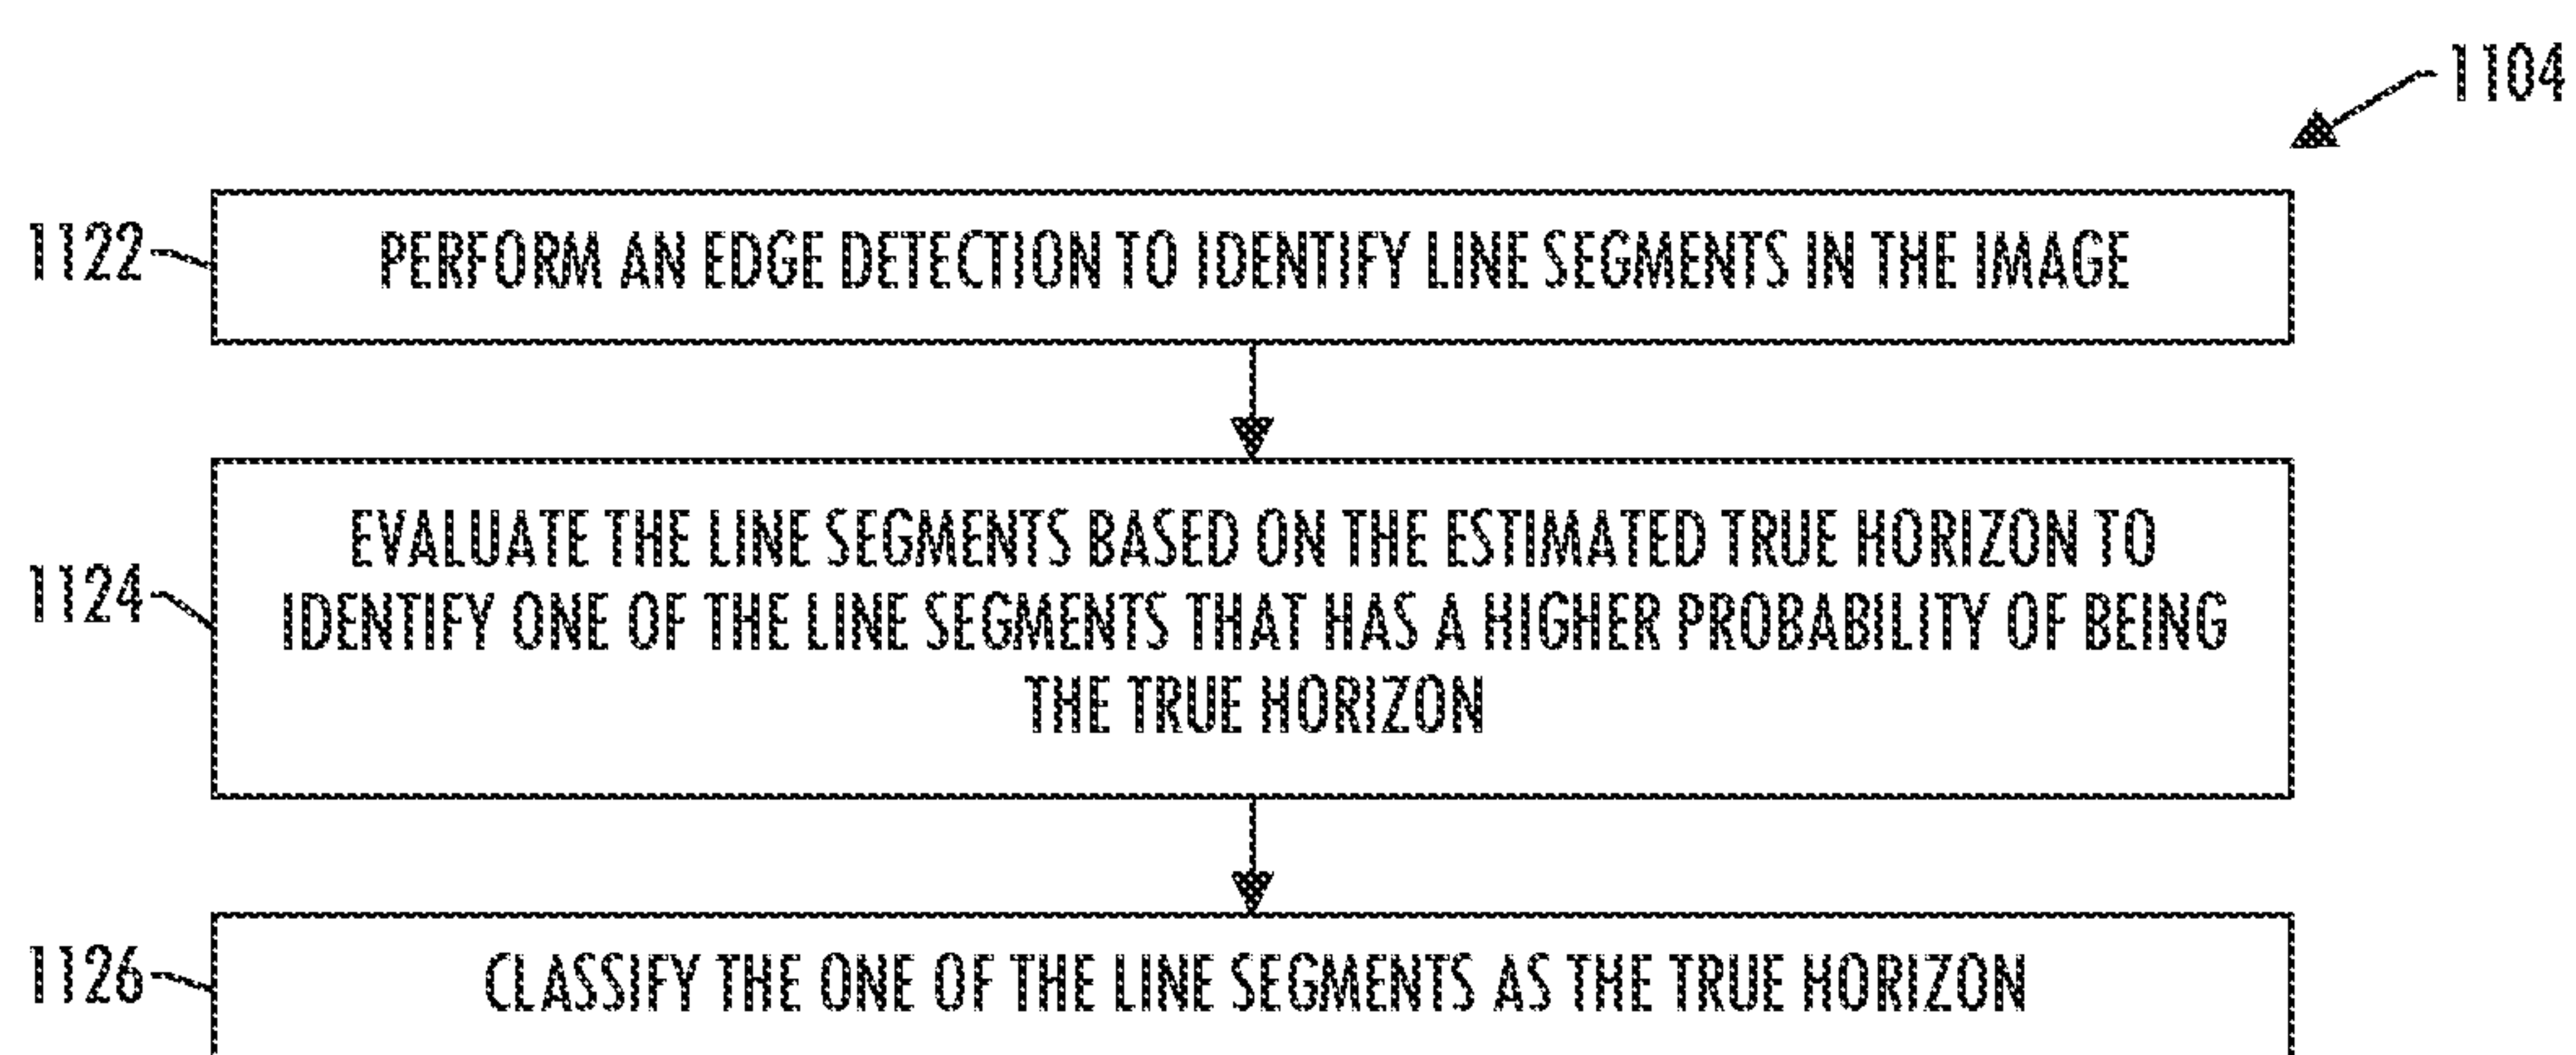 1104
1122
PERFORM AN EDGE DETECTION TO IDENTIFY LINE SEGMENTS IN THE IMAGE
1124
EVALUATE THE LINE SEGMENTS BASED ON THE ESTIMATED TRUE HORIZON TO
IDENTIFY ONE OF THE LINE SEGMENTS THAT HAS A HIGHER PROBABILITY OF BEING
THE TRUE HORIZON
1126
CLASSIFY THE ONE OF THE LINE SEGMENTS AS THE TRUE HORIZON